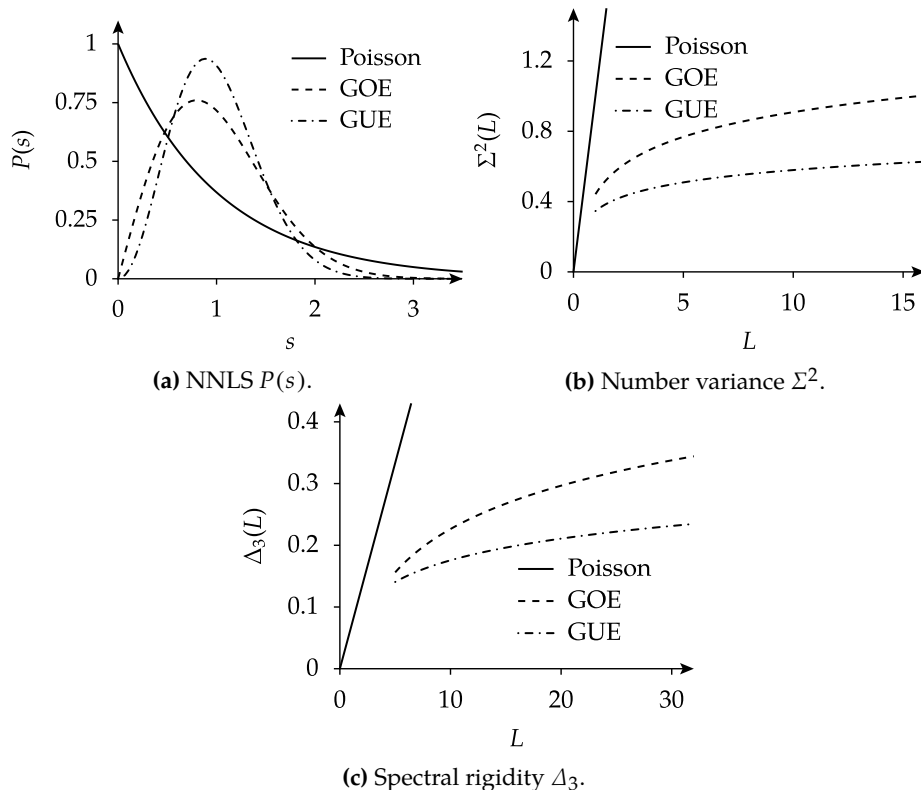 1
0.75
0.5
0.25
0
P(s)
Poisson
GOE
GUE
0 1 2 3
s
(a) NNLS P(s).
1.2
0.8
0.4
0
Σ²(L)
Poisson
GOE
GUE
0 5 10 15
L
(b) Number variance Σ².
0.4
0.3
0.2
0.1
0
Δ₃(L)
Poisson
GOE
GUE
0 10 20 30
L
(c) Spectral rigidity Δ₃.